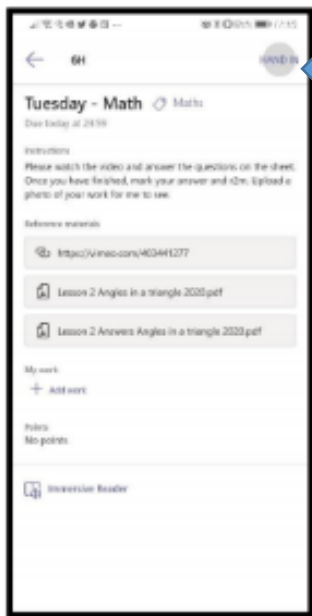 6H
HAND IN
Tuesday - Math Maths
Due today at 23:59
Instructions
Please watch the video and answer the questions on the sheet.
Once you have finished, mark your answer and r2m. Upload a
photo of your work for me to see.
Reference materials
https://vimeo.com/403441277
Lesson 2 Angles in a triangle 2020.pdf
Lesson 2 Answers Angles in a triangle 2020.pdf
My work
+ Add work
Points
No points
Immersive Reader